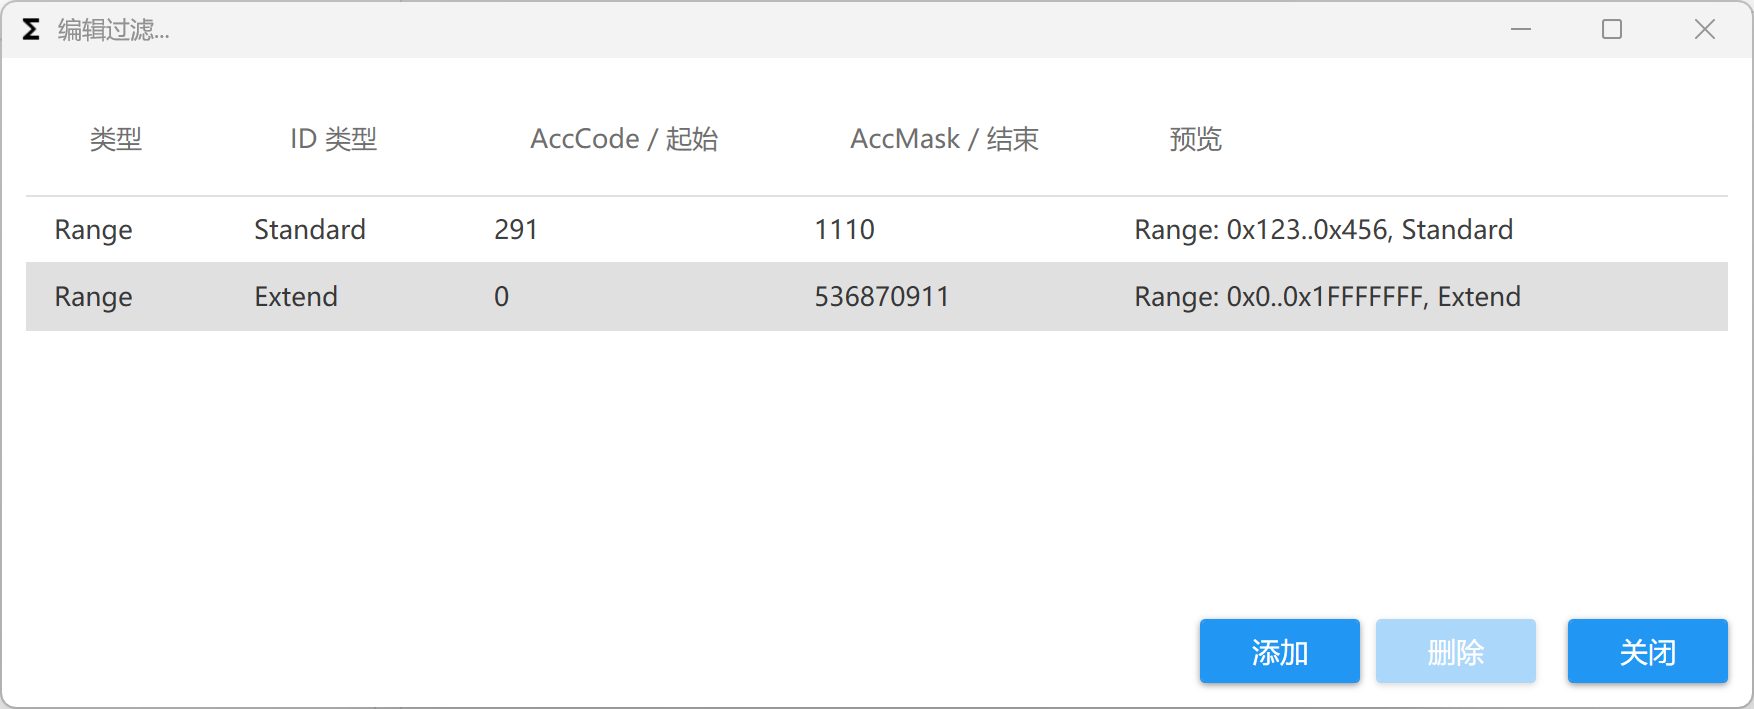 Σ 编辑过滤...
类型 ID 类型 AccCode / 起始 AccMask / 结束 预览
Range Standard 291 1110 Range: 0x123..0x456, Standard
Range Extend 0 536870911 Range: 0x0..0x1FFFFFFF, Extend
添加 删除 关闭